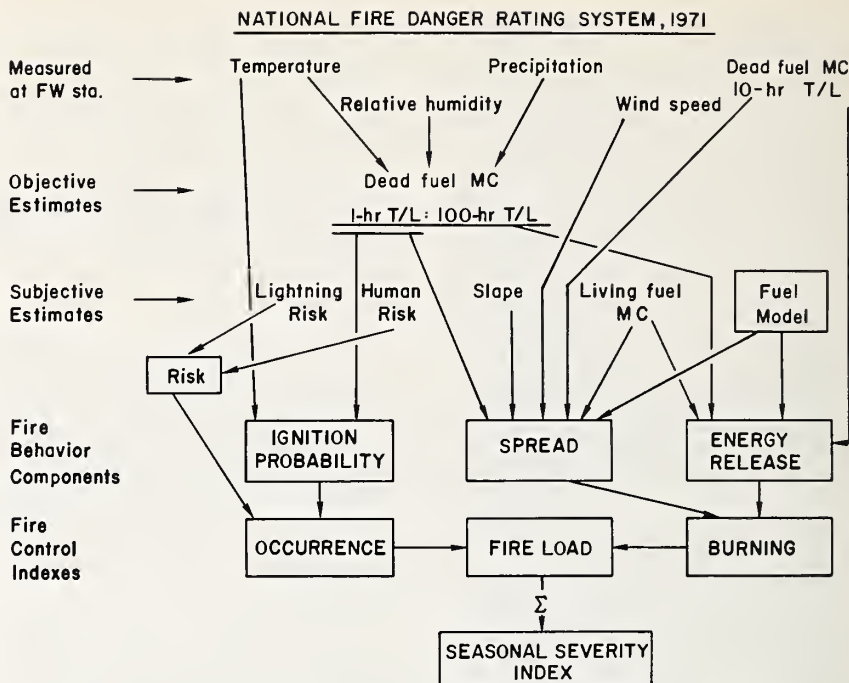 NATIONAL FIRE DANGER RATING SYSTEM, 1971
Measured
at FW sta.
Temperature
Precipitation
Dead fuel MC
10-hr T/L
Relative humidity
Wind speed
Objective
Estimates
Dead fuel MC
1-hr T/L: 100-hr T/L
Subjective
Estimates
Lightning
Risk
Human
Risk
Slape
Living fuel
MC
Fuel
Model
Risk
Fire
Behavior
Components
IGNITION
PROBABILITY
SPREAD
ENERGY
RELEASE
Fire
Control
Indexes
OCCURRENCE
FIRE LOAD
BURNING
Σ
SEASONAL SEVERITY
INDEX